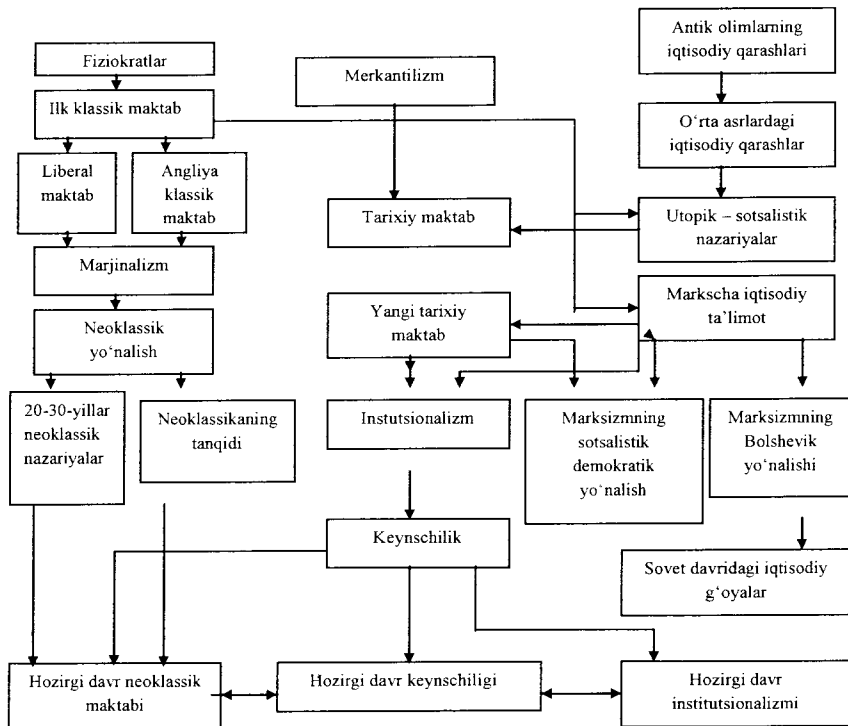 Antik olimlarning
iqtisodiy qarashlari
Fiziokratlar
Merkantilizm
Ilk klassik maktab
O‘rta asrlardagi
iqtisodiy qarashlar
Liberal
maktab
Angliya
klassik
maktab
Tarixiy maktab
Utopik – sotsalistik
nazariyalar
Marjinalizm
Yangi tarixiy
maktab
Markscha iqtisodiy
ta’limot
Neoklassik
yo‘nalish
20-30-yillar
neoklassik
nazariyalar
Neoklassikaning
tanqidi
Instutsionalizm
Marksizmning
sotsalistik
demokratik
yo‘nalish
Marksizmning
Bolshevik
yo‘nalishi
Keynschilik
Sovet davridagi iqtisodiy
g‘oyalar
Hozirgi davr neoklassik
maktabi
Hozirgi davr keynschiligi
Hozirgi davr
institutsionalizmi